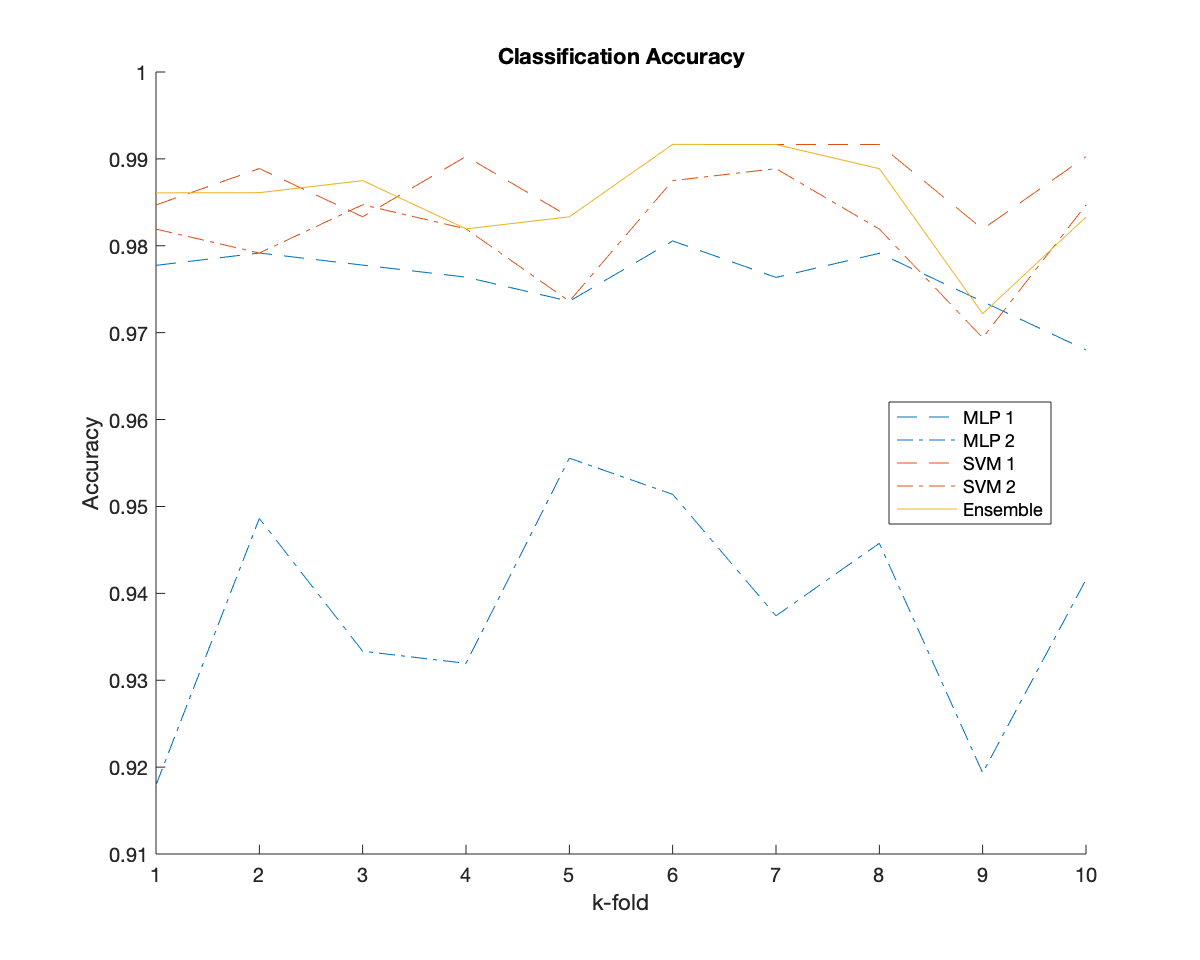 Classification Accuracy
1
0.99
0.98
0.97
0.96
0.95
0.94
0.93
0.92
0.91
Accuracy
MLP 1
MLP 2
SVM 1
SVM 2
Ensemble
1 2 3 4 5 6 7 8 9 10
k-fold